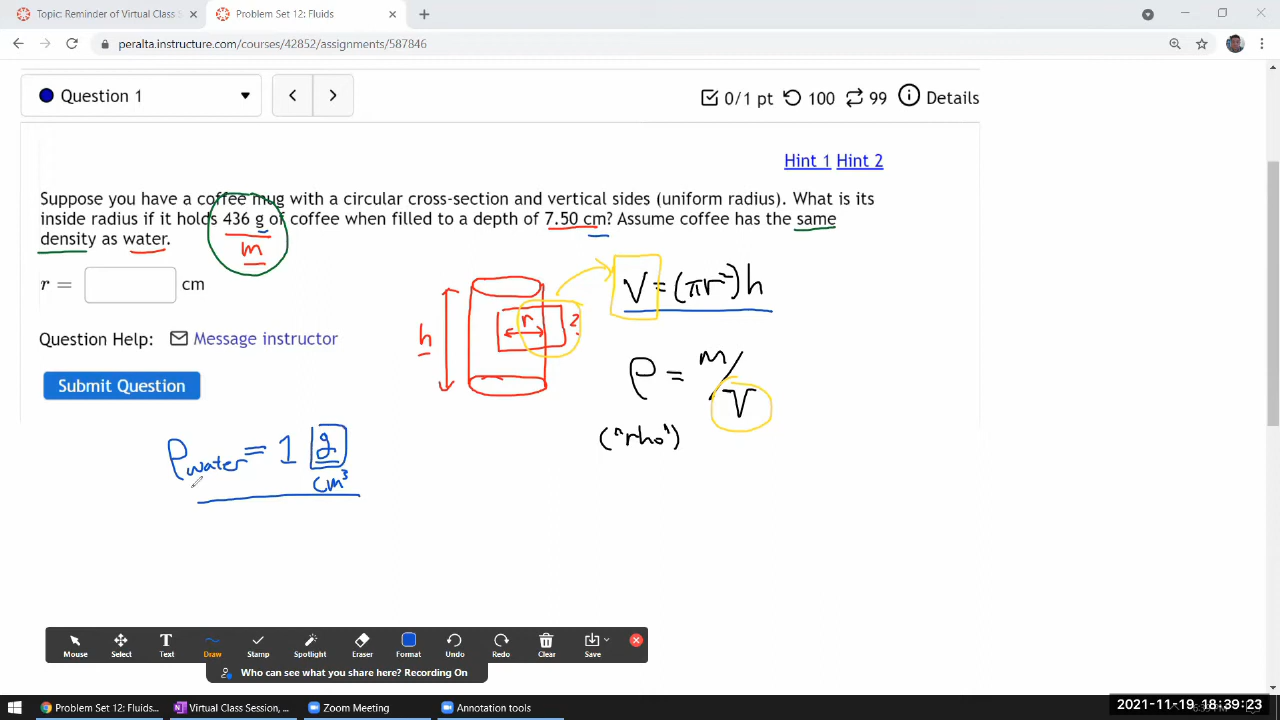 Topic: Reminder of Virtual Class S
Problem Set 12: Fluids
peralta.instructure.com/courses/42852/assignments/587846
Question 1
0/1 pt 100 99 Details
Hint 1 Hint 2
Suppose you have a coffee mug with a circular cross-section and vertical sides (uniform radius). What is its
inside radius if it holds 436 g of coffee when filled to a depth of 7.50 cm? Assume coffee has the same
density as water.
m
r = cm
V = (πr²)h
h
r
?
Question Help: Message instructor
ρ = m/V
Submit Question
("rho")
ρwater = 1 g
cm³
Mouse Select Text Draw Stamp Spotlight Eraser Format Undo Redo Clear Save
Who can see what you share here? Recording On
Problem Set 12: Fluids...
Virtual Class Session, ...
Zoom Meeting
Annotation tools
2021-11-19 18:39:23